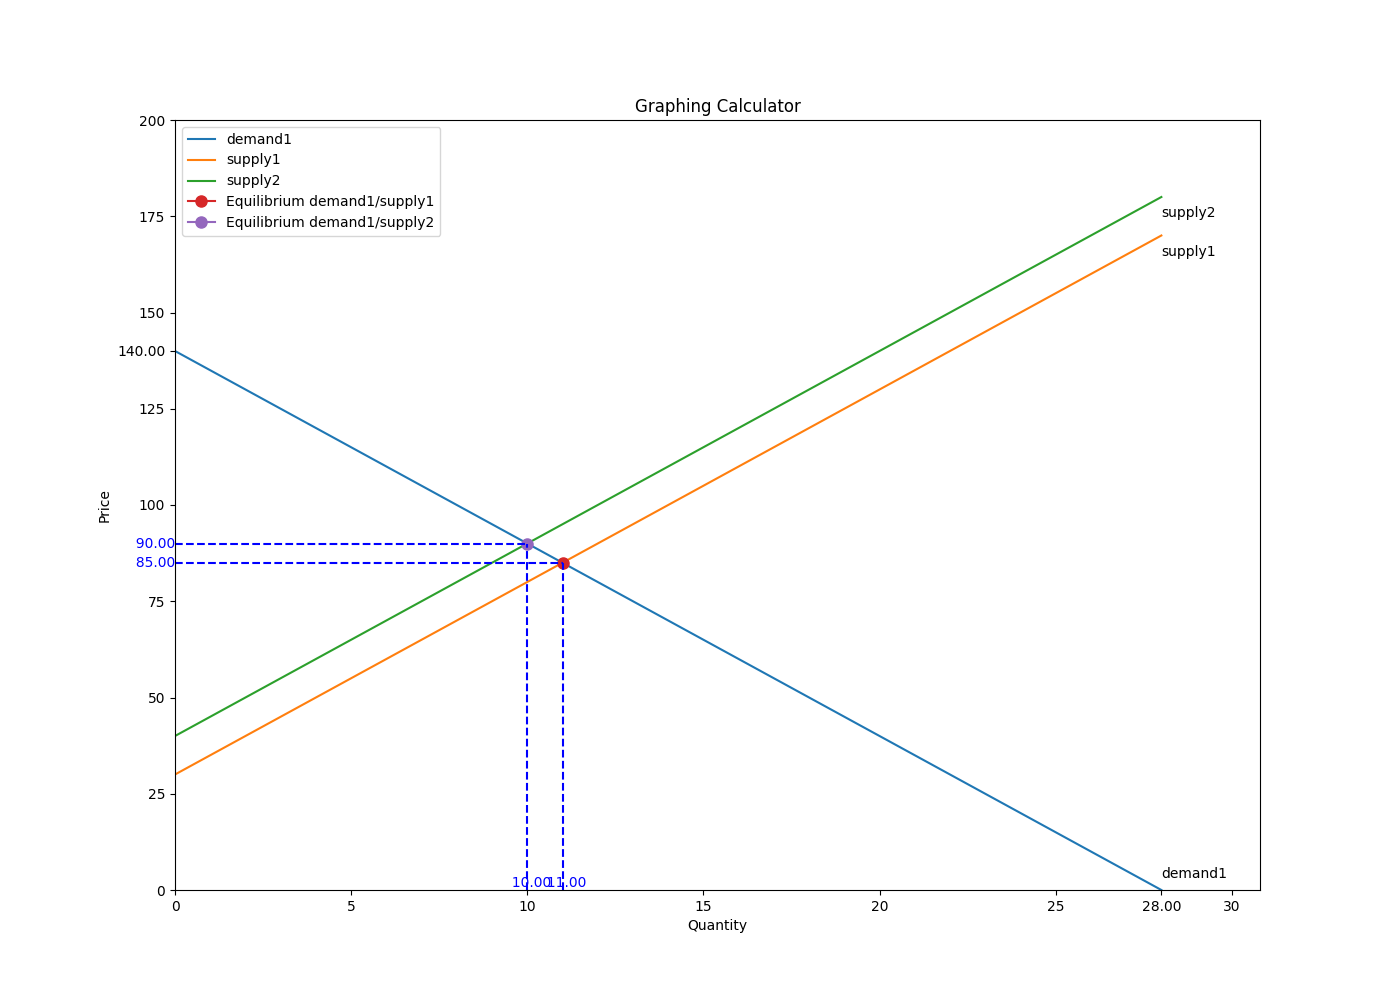 Graphing Calculator
demand1
supply1
supply2
Equilibrium demand1/supply1
Equilibrium demand1/supply2
200
175
150
140.00
125
100
90.00
85.00
75
50
25
0
Price
supply2
supply1
demand1
10.00
11.00
0
5
10
15
20
25
28.00
30
Quantity